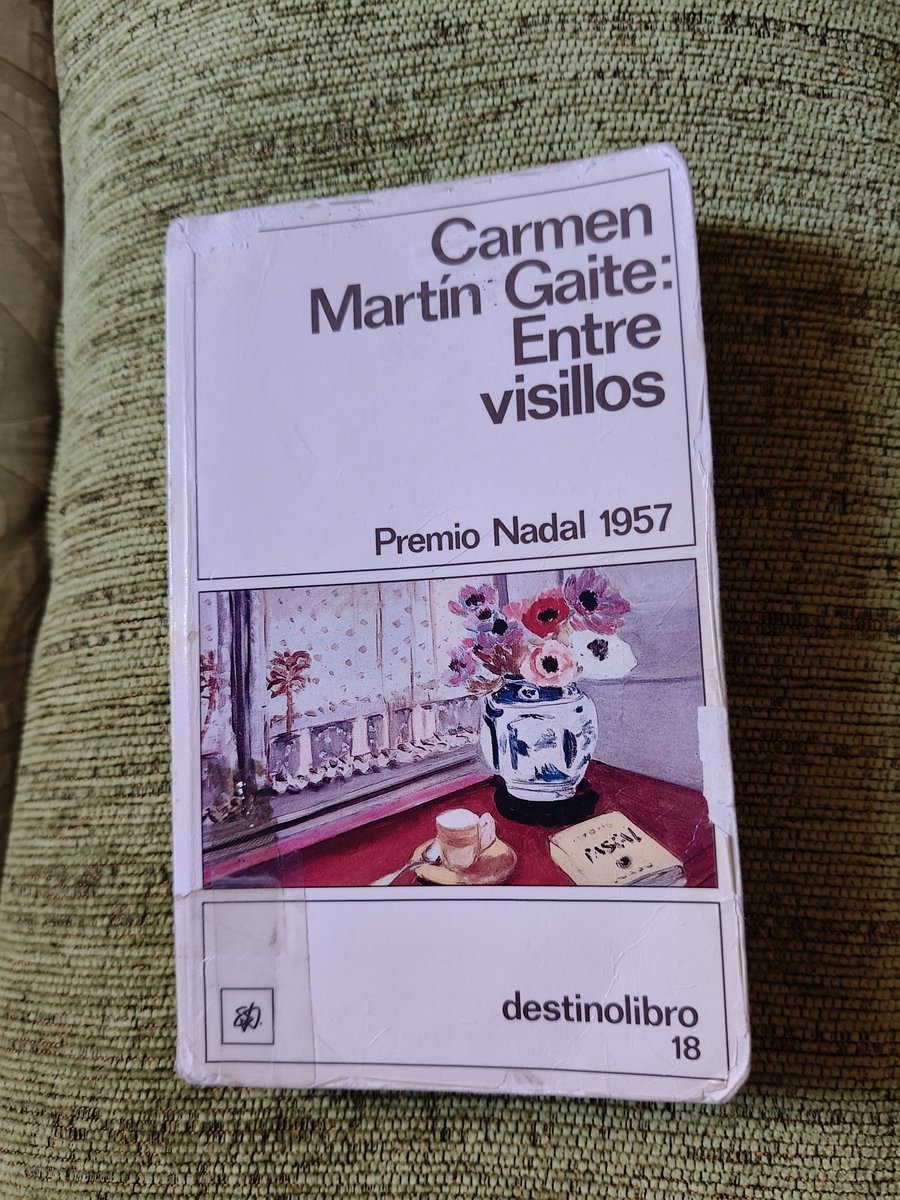 Carmen
Martín Gaite:
Entre
visillos
Premio Nadal 1957
PASCAL
destinolibro
18